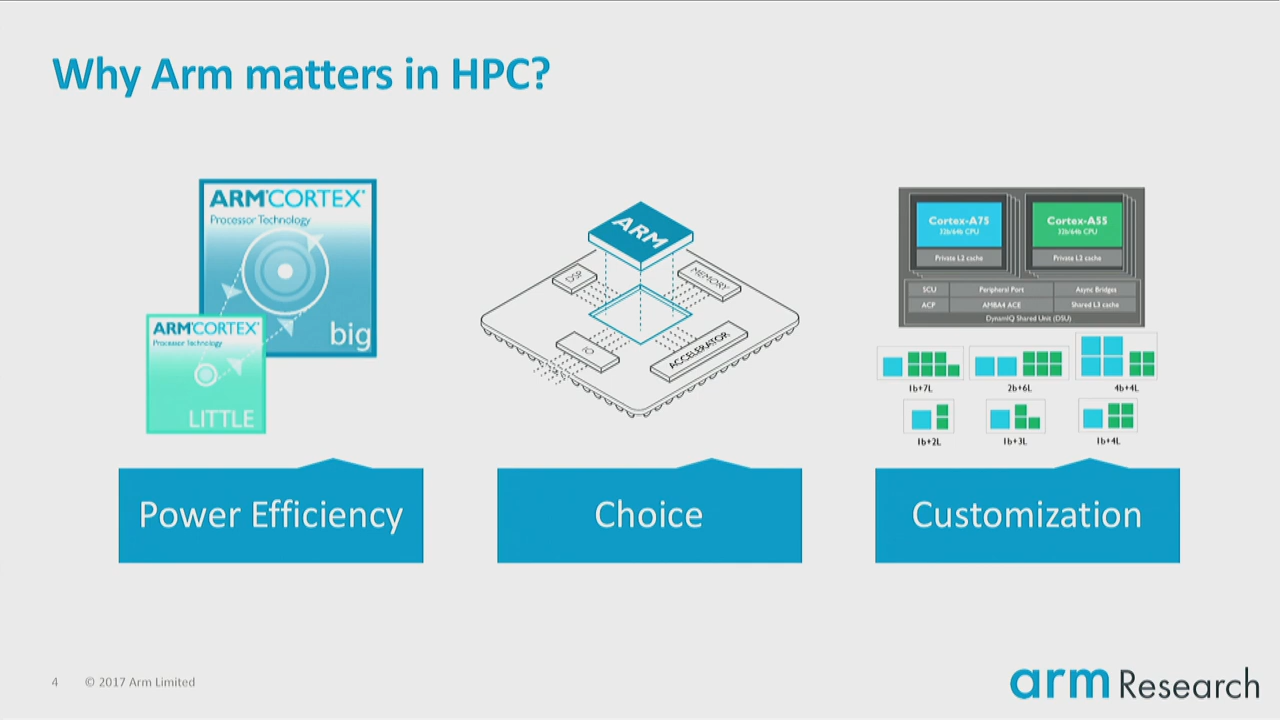 Why Arm matters in HPC?
ARM®CORTEX®
Processor Technology
big
ARM®CORTEX®
Processor Technology
LITTLE
ARM
DSP
MEMORY
IO
ACCELERATOR
Cortex-A75
32b/64b CPU
Private L2 cache
Cortex-A55
32b/64b CPU
Private L2 cache
SCU Peripheral Port Async Bridges
ACP AMBA4 ACE Shared L3 cache
DynamIQ Shared Unit (DSU)
1b+7L 2b+6L 4b+4L
1b+2L 1b+3L 1b+4L
Power Efficiency
Choice
Customization
4 © 2017 Arm Limited
arm Research